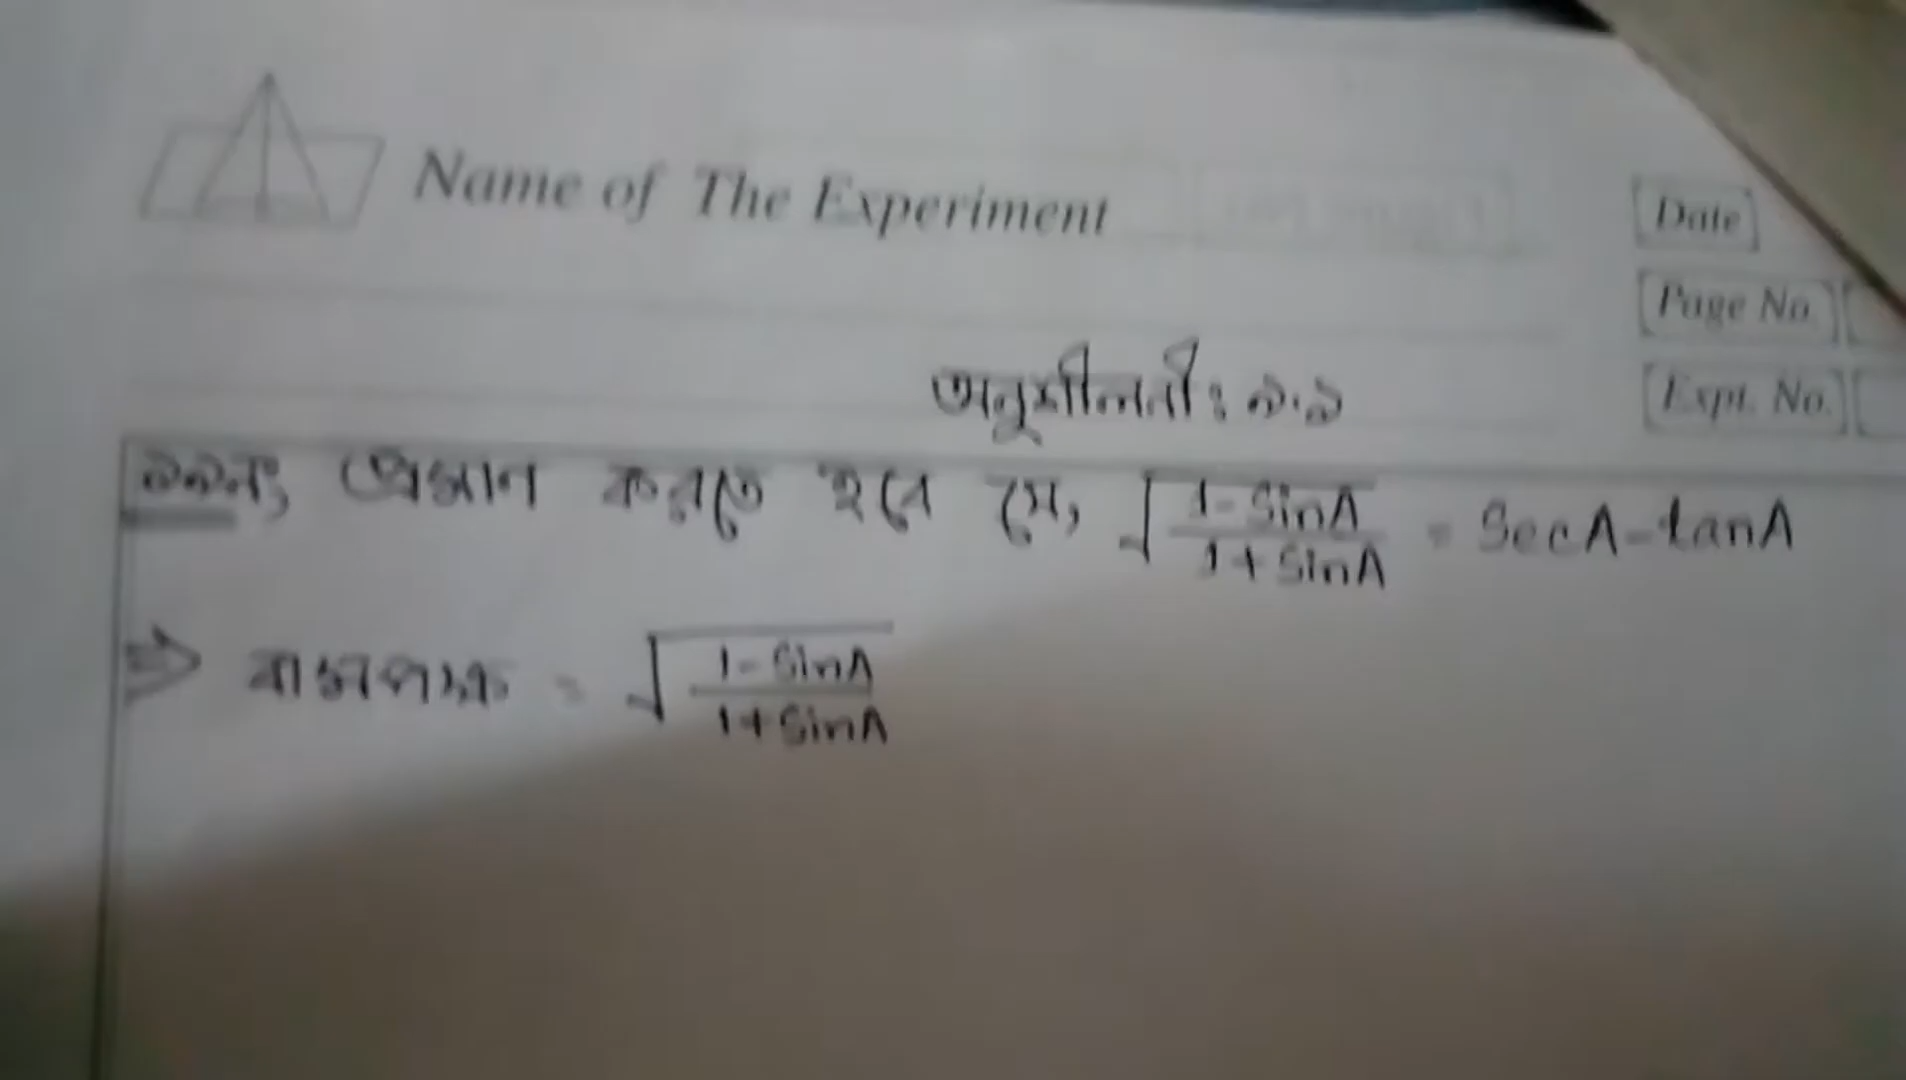 Name of The Experiment
Date
Page No.
Expt. No.
অনুশীলনী: ৯.১
১১নং প্রমাণ করতে হবে যে, √((1-SinA)/(1+SinA)) = SecA-tanA
⇒ বামপক্ষ = √((1-SinA)/(1+SinA))